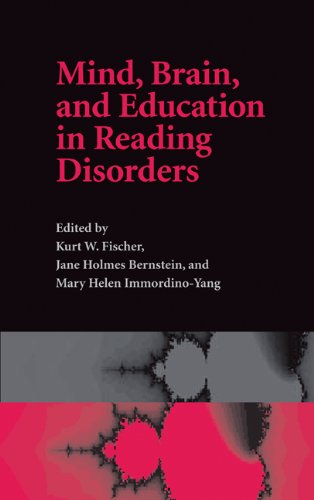 Mind, Brain,
and Education
in Reading
Disorders
Edited by
Kurt W. Fischer,
Jane Holmes Bernstein, and
Mary Helen Immordino-Yang